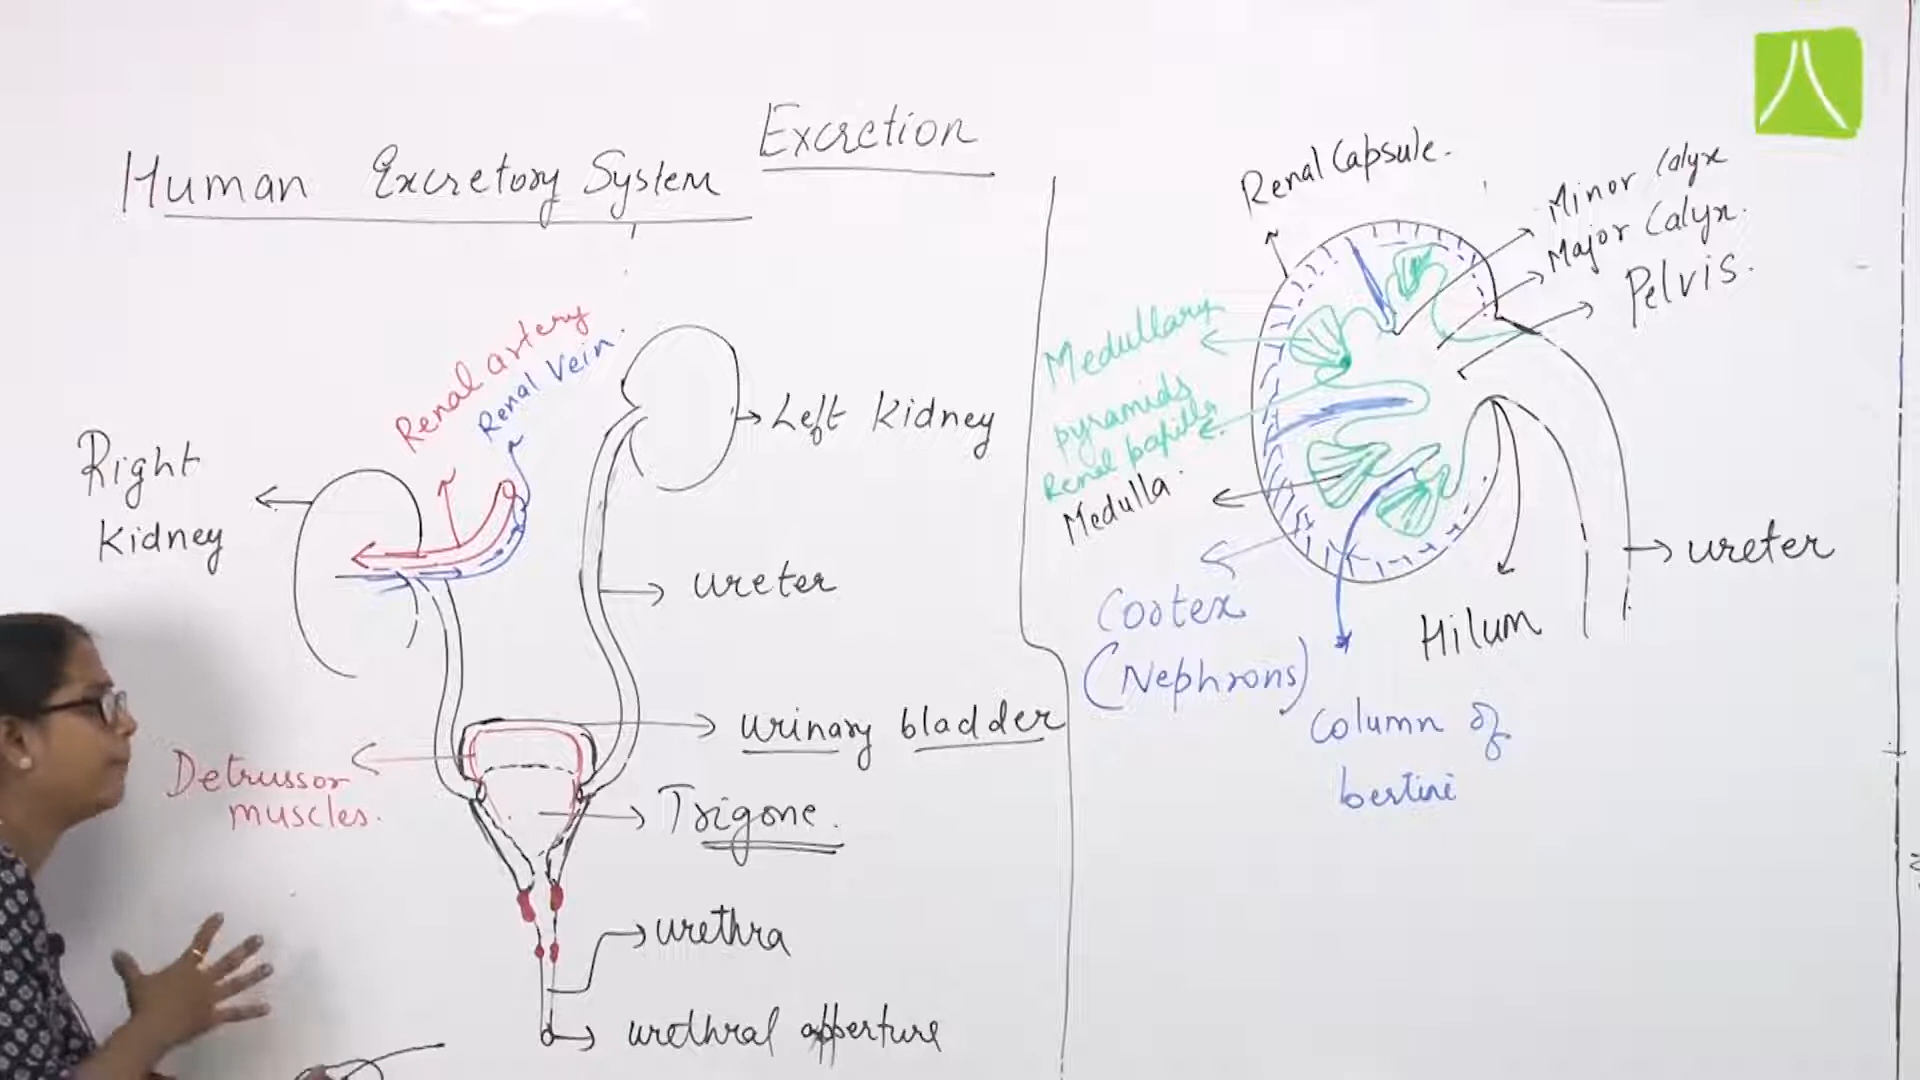 Excretion
Human Excretory System
Renal artery
Renal Vein.
Right
kidney
Left kidney
ureter
urinary bladder
Detrussor
muscles.
Trigone.
urethra
urethral apperture
Renal Capsule.
Minor Calyx
Major Calyx.
Pelvis.
Medullary
pyramids
Renal papilla
Medulla
Cortex
(Nephrons)
Column of
bertini
Hilum
ureter